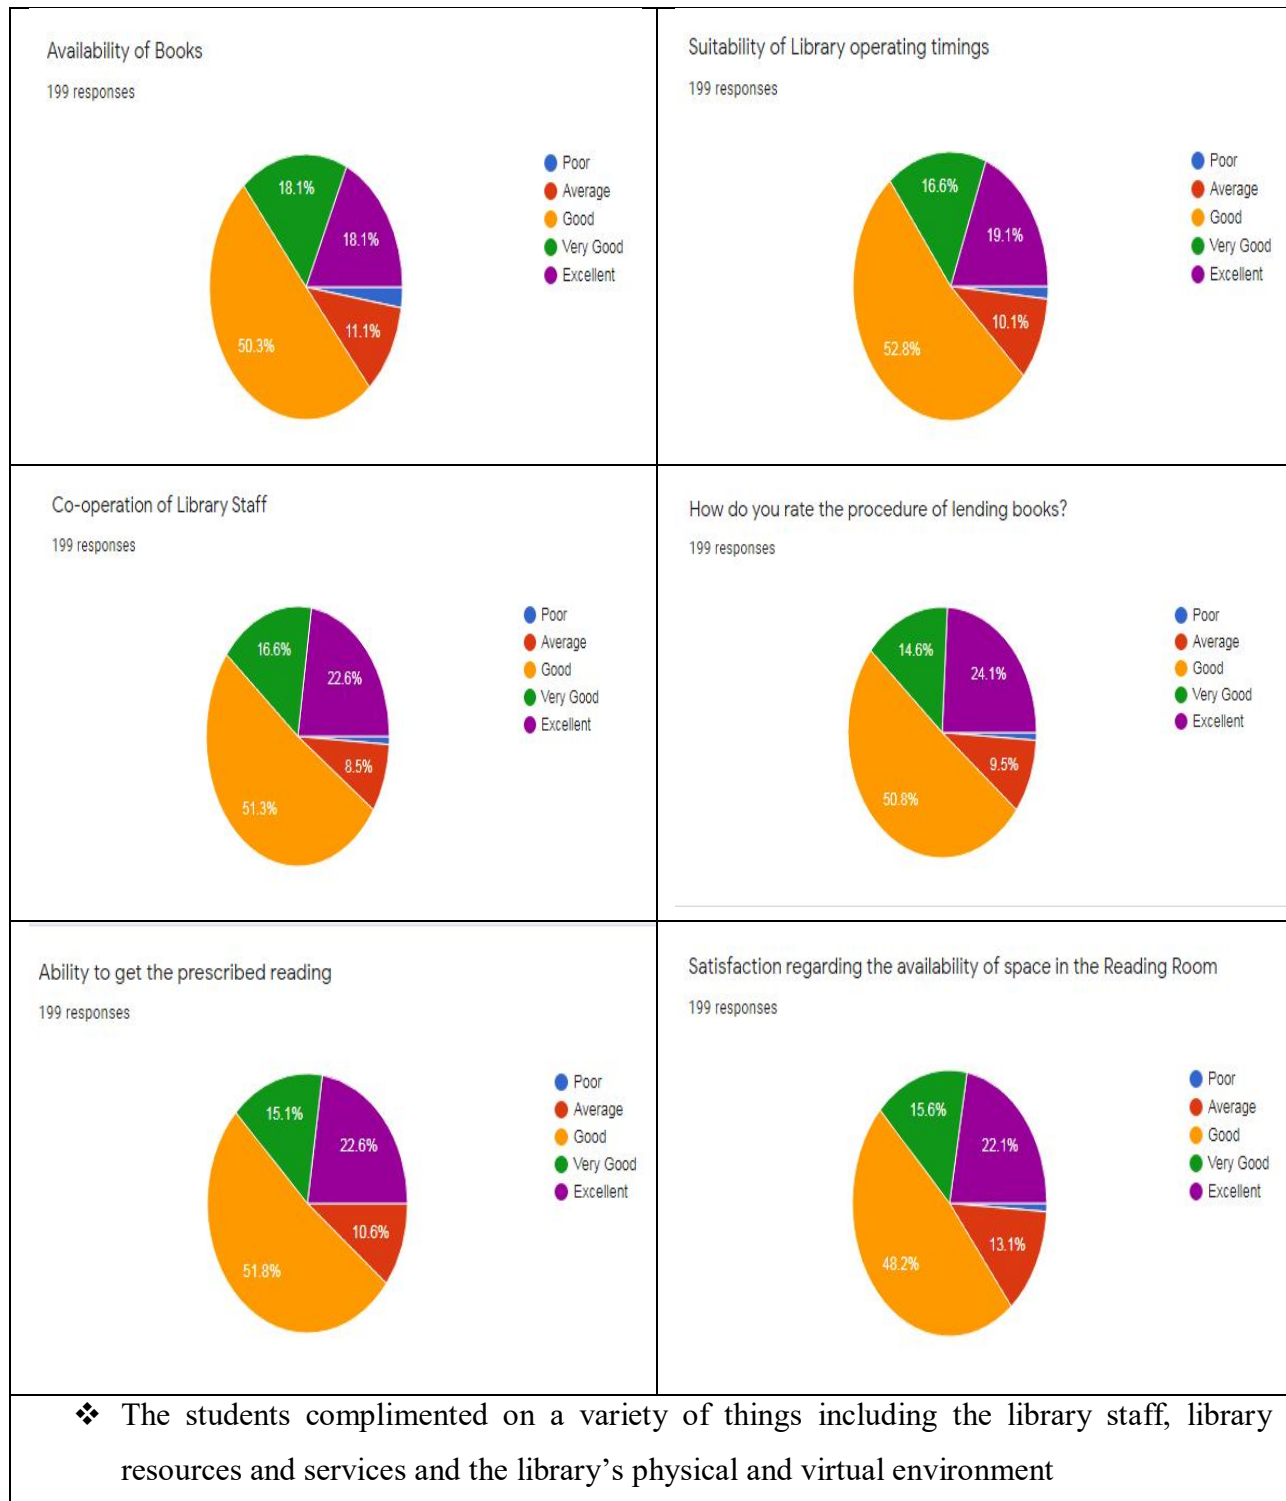 Availability of Books
199 responses
18.1%
18.1%
50.3%
11.1%
Poor
Average
Good
Very Good
Excellent
Suitability of Library operating timings
199 responses
16.6%
19.1%
52.8%
10.1%
Poor
Average
Good
Very Good
Excellent
Co-operation of Library Staff
199 responses
16.6%
22.6%
51.3%
8.5%
Poor
Average
Good
Very Good
Excellent
How do you rate the procedure of lending books?
199 responses
14.6%
24.1%
50.8%
9.5%
Poor
Average
Good
Very Good
Excellent
Ability to get the prescribed reading
199 responses
15.1%
22.6%
51.8%
10.6%
Poor
Average
Good
Very Good
Excellent
Satisfaction regarding the availability of space in the Reading Room
199 responses
15.6%
22.1%
48.2%
13.1%
Poor
Average
Good
Very Good
Excellent
❖ The students complimented on a variety of things including the library staff, library
resources and services and the library’s physical and virtual environment